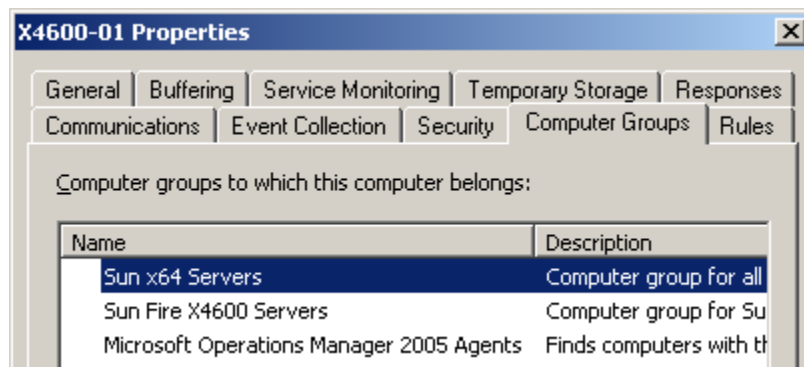 X4600-01 Properties
General Buffering Service Monitoring Temporary Storage Responses
Communications Event Collection Security Computer Groups Rules
Computer groups to which this computer belongs:
Name Description
Sun x64 Servers Computer group for all
Sun Fire X4600 Servers Computer group for Su
Microsoft Operations Manager 2005 Agents Finds computers with th